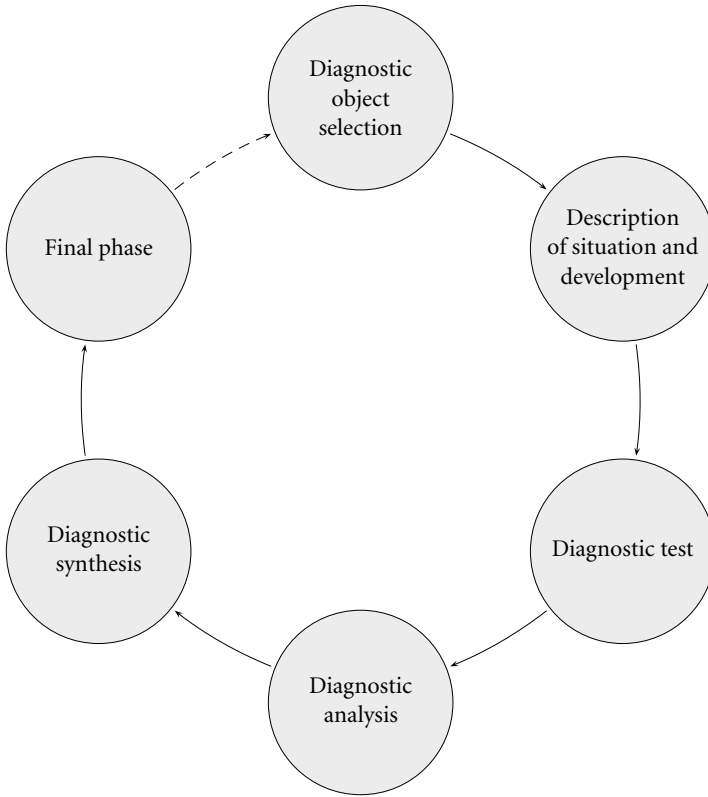 Diagnostic
object
selection
Description
of situation and
development
Diagnostic test
Diagnostic
analysis
Diagnostic
synthesis
Final phase